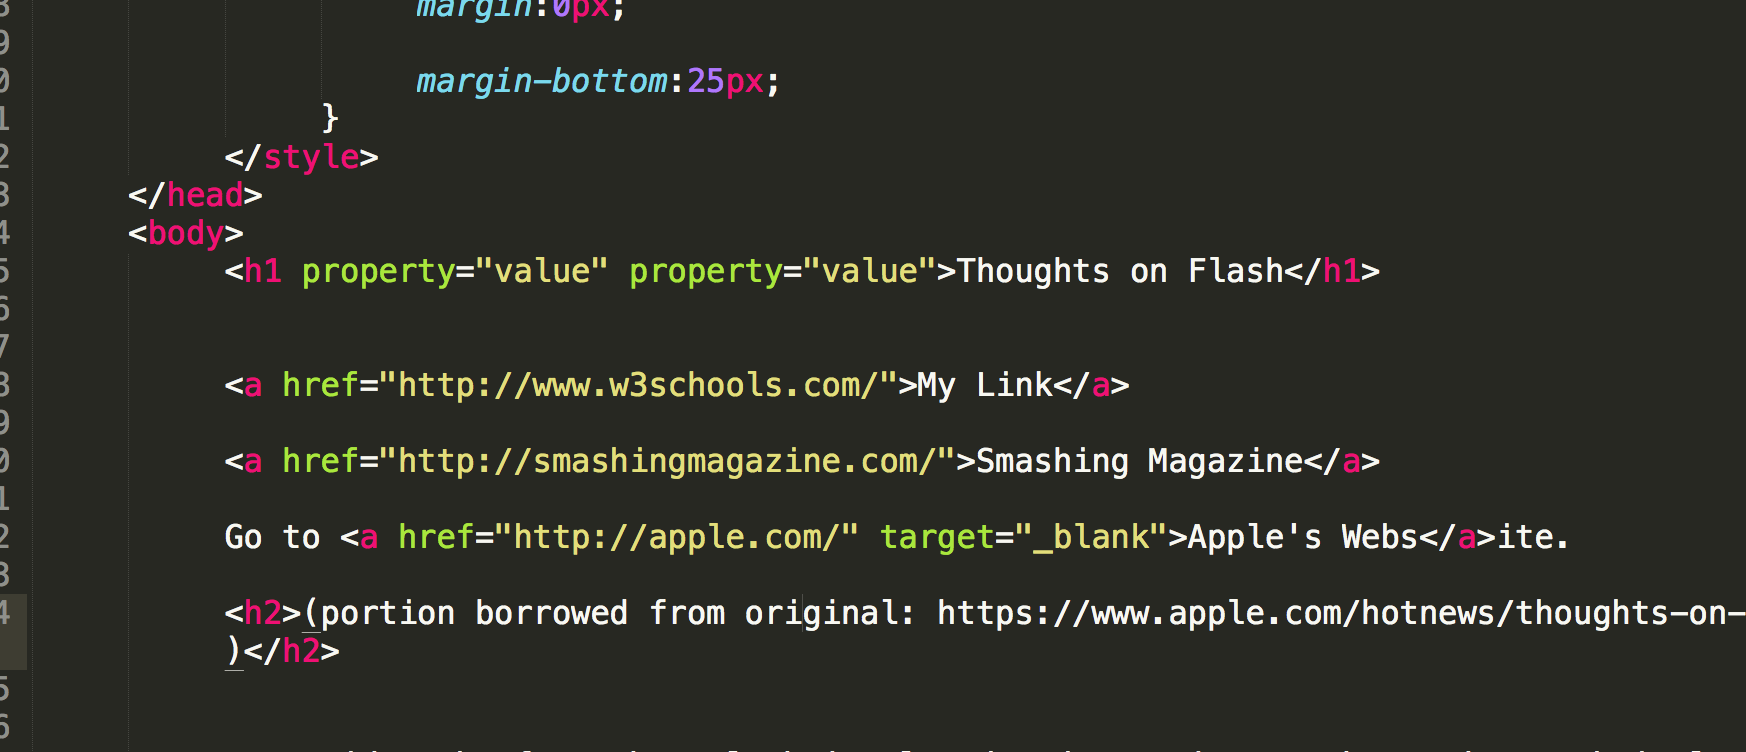 margin:0px;
margin-bottom:25px;
}
</style>
</head>
<body>
<h1 property="value" property="value">Thoughts on Flash</h1>
<a href="http://www.w3schools.com/">My Link</a>
<a href="http://smashingmagazine.com/">Smashing Magazine</a>
Go to <a href="http://apple.com/" target="_blank">Apple's Webs</a>ite.
<h2>(portion borrowed from original: https://www.apple.com/hotnews/thoughts-on-
)</h2>